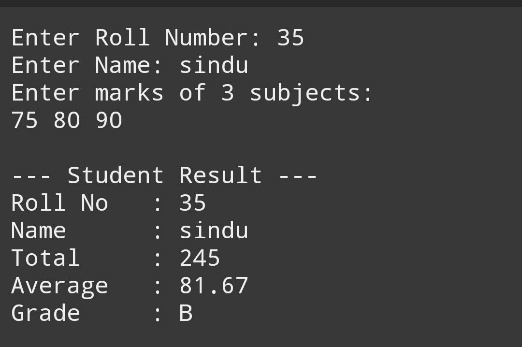 Enter Roll Number: 35
Enter Name: sindu
Enter marks of 3 subjects:
75 80 90
--- Student Result ---
Roll No   : 35
Name      : sindu
Total     : 245
Average   : 81.67
Grade     : B